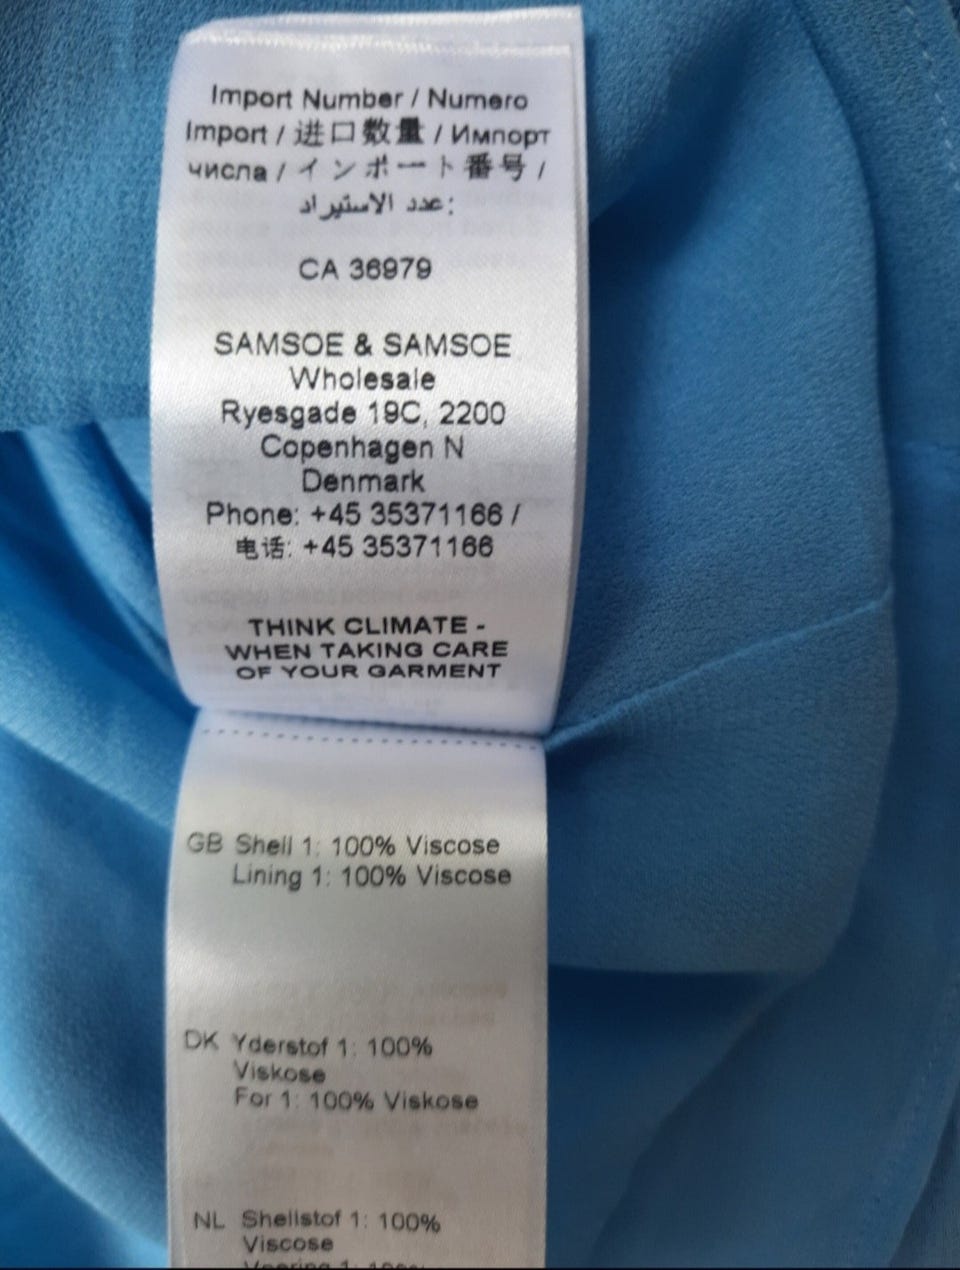 Import Number / Numero
Import / 进口数量 / Импорт
числа / インポート番号 /
عدد الاستيراد:
CA 36979
SAMSOE & SAMSOE
Wholesale
Ryesgade 19C, 2200
Copenhagen N
Denmark
Phone: +45 35371166 /
电话: +45 35371166
THINK CLIMATE -
WHEN TAKING CARE
OF YOUR GARMENT
GB Shell 1: 100% Viscose
Lining 1: 100% Viscose
DK Yderstof 1: 100%
Viskose
For 1: 100% Viskose
NL Shellstof 1: 100%
Viscose
Voering 1: 100%